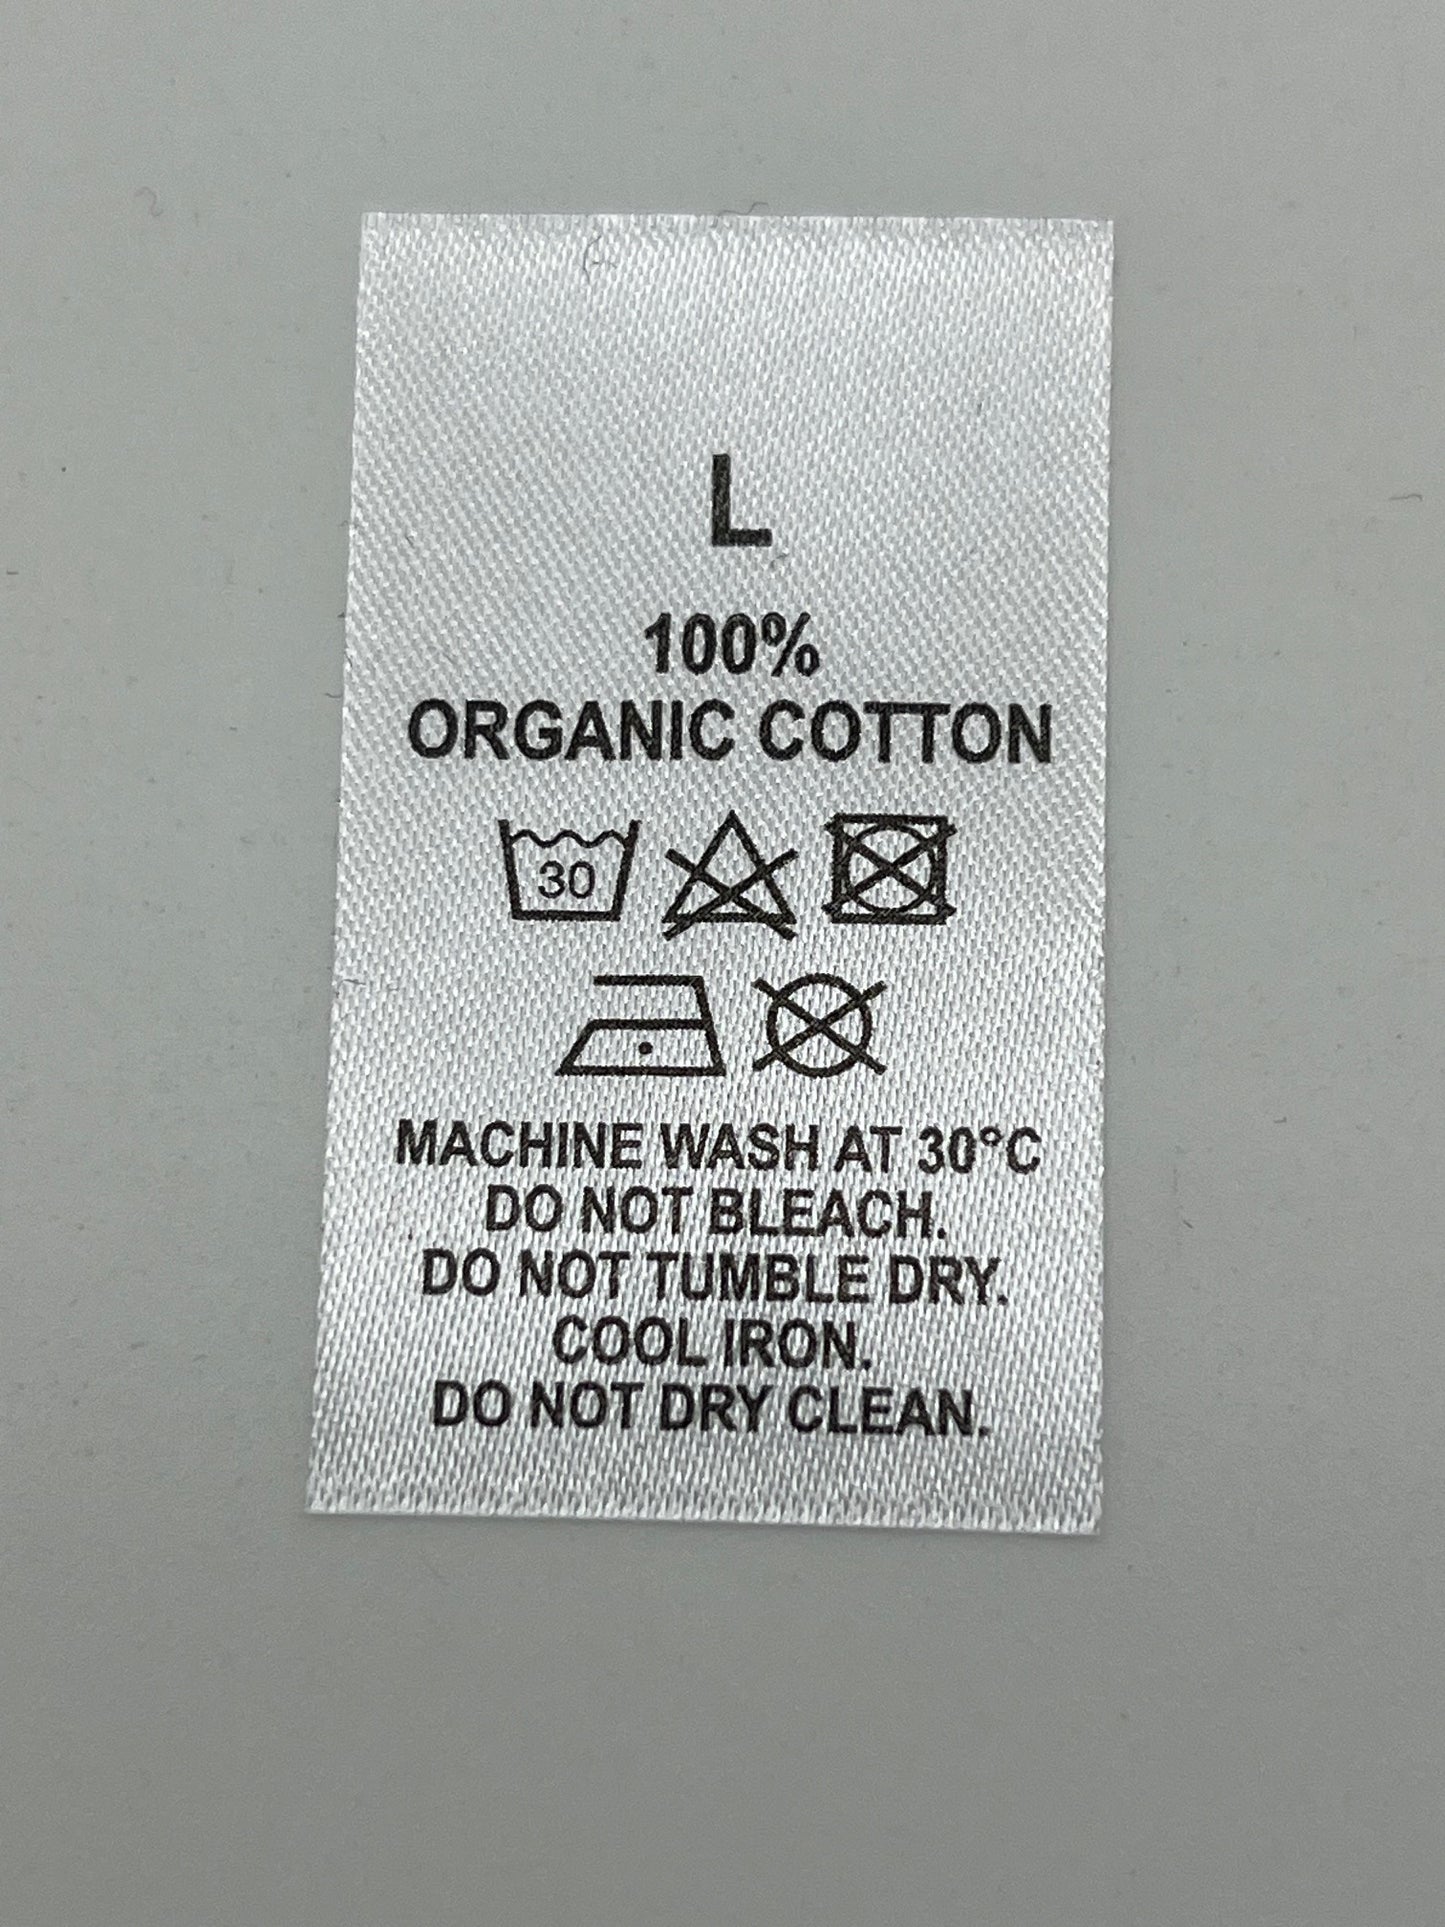 L
100%
ORGANIC COTTON
30
MACHINE WASH AT 30°C
DO NOT BLEACH.
DO NOT TUMBLE DRY.
COOL IRON.
DO NOT DRY CLEAN.